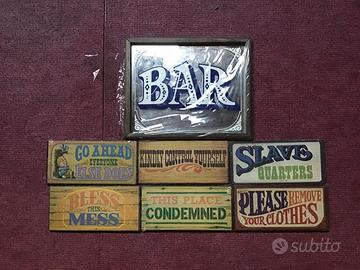 BAR
GO AHEAD
EVERYONE
ELSE DOES
KINDLY CONTROL YOURSELF
SLAVE
QUARTERS
BLESS
THIS
MESS
THIS PLACE
CONDEMNED
PLEASE REMOVE
YOUR CLOTHES
subito